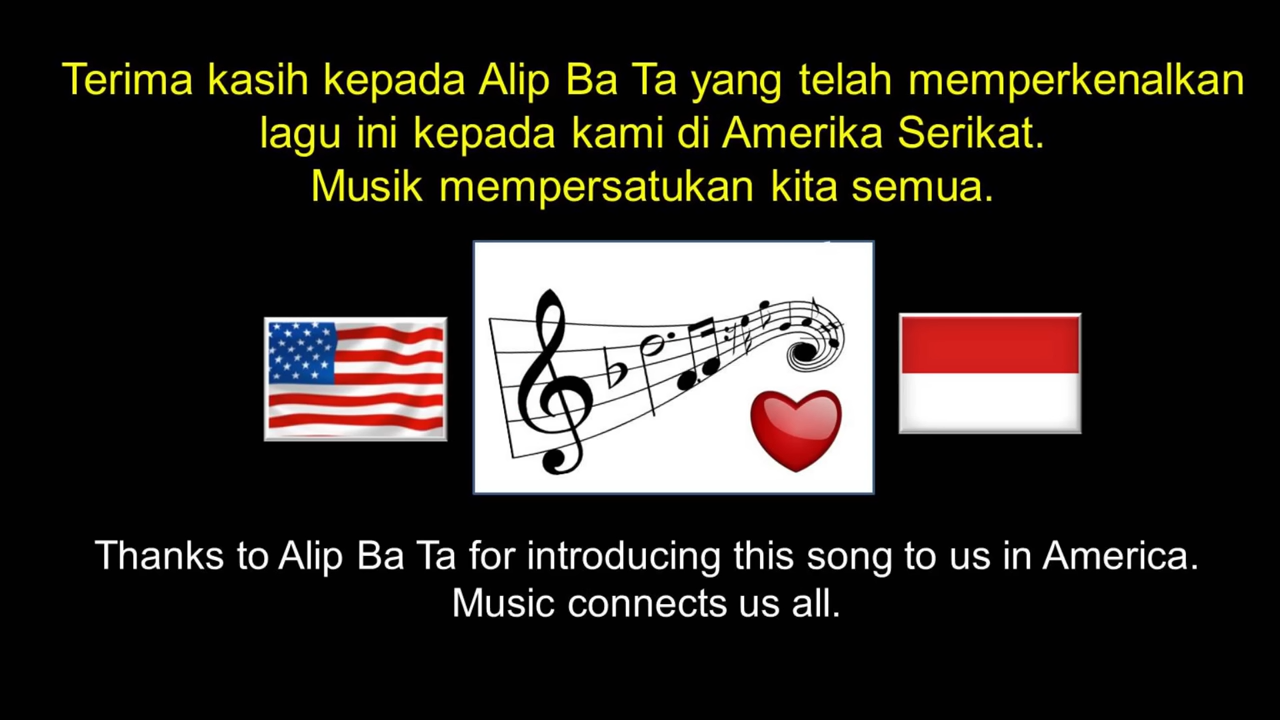 Terima kasih kepada Alip Ba Ta yang telah memperkenalkan
lagu ini kepada kami di Amerika Serikat.
Musik mempersatukan kita semua.
Thanks to Alip Ba Ta for introducing this song to us in America.
Music connects us all.